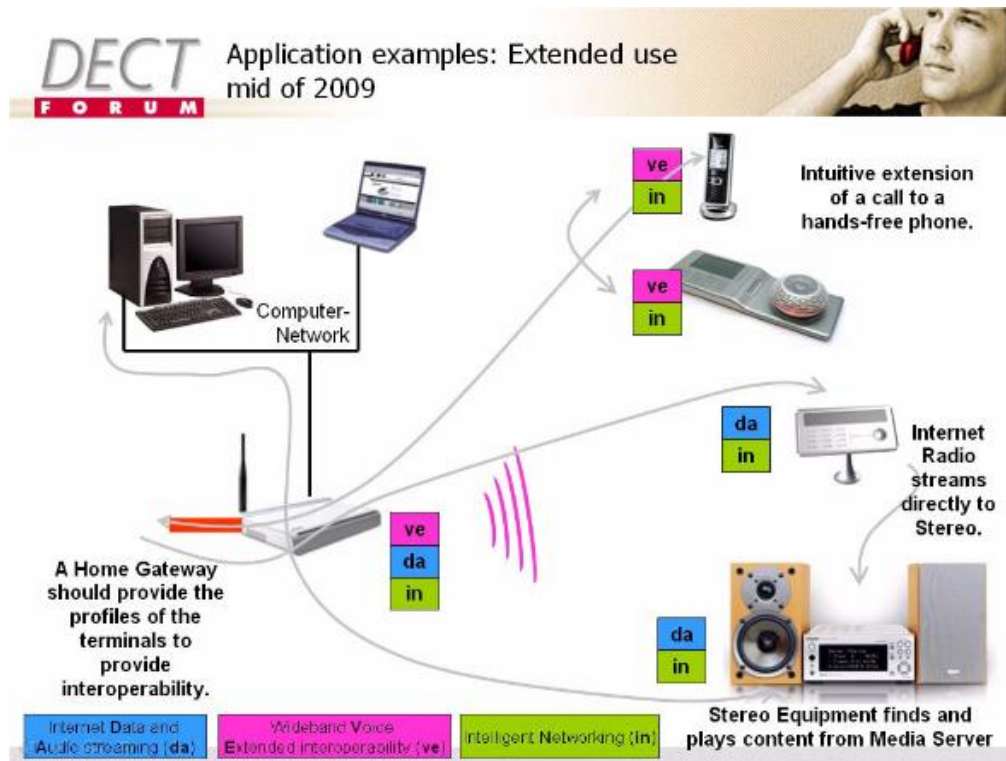 DECT
FORUM
Application examples: Extended use
mid of 2009
ve
in
Intuitive extension
of a call to a
hands-free phone.
ve
in
Computer-
Network
da
in
Internet
Radio
streams
directly to
Stereo.
ve
da
in
A Home Gateway
should provide the
profiles of the
terminals to
provide
interoperability.
da
in
Stereo Equipment finds and
plays content from Media Server
Internet Data and
Audio streaming (da)
Wideband Voice
Extended interoperability (ve)
Intelligent Networking (in)